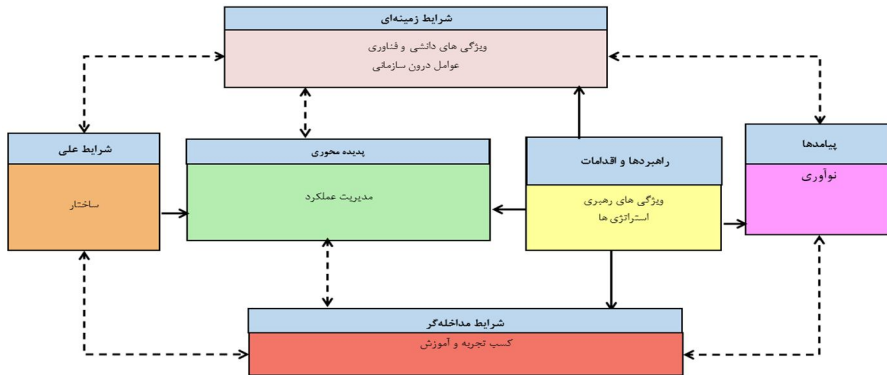 شرایط زمینه‌ای
ویژگی های دانشی و فناوری
عوامل درون سازمانی
شرایط علی
ساختار
پدیده محوری
مدیریت عملکرد
راهبردها و اقدامات
ویژگی های رهبری
استراتژی ها
پیامدها
نوآوری
شرایط مداخله‌گر
کسب تجربه و آموزش